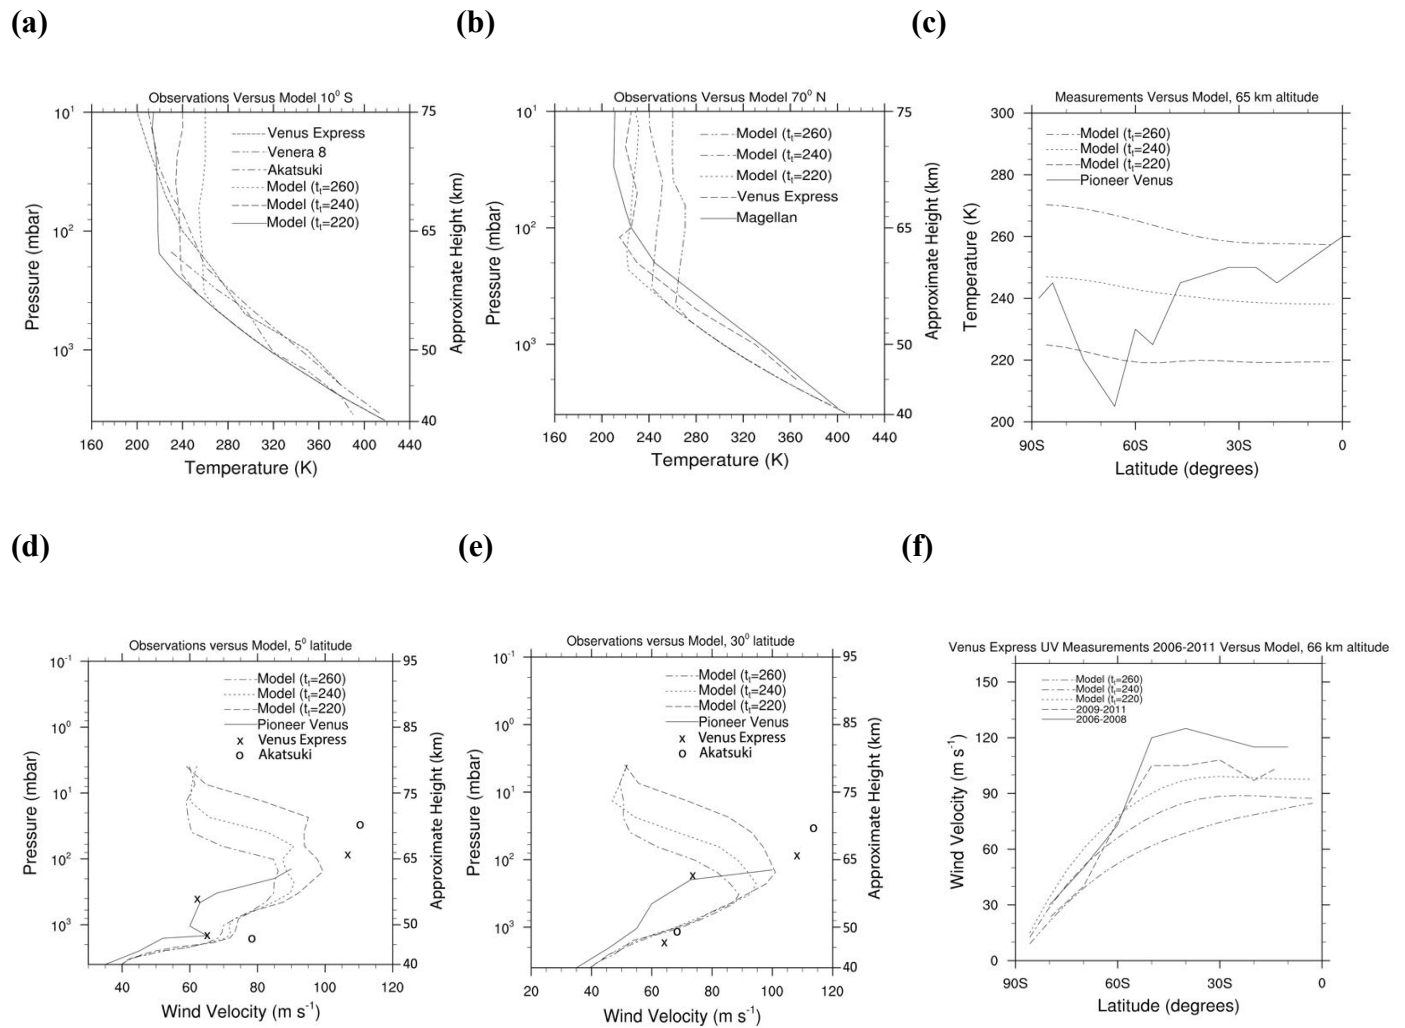 (a)
Observations Versus Model 10⁰ S
10¹
10²
10³
Pressure (mbar)
Venus Express
Venera 8
Akatsuki
Model (tₜ=260)
Model (tₜ=240)
Model (tₜ=220)
75
65
50
40
Approximate Height (km)
160 200 240 280 320 360 400 440
Temperature (K)
(b)
Observations Versus Model 70⁰ N
10¹
10²
10³
Pressure (mbar)
Model (tₜ=260)
Model (tₜ=240)
Model (tₜ=220)
Venus Express
Magellan
75
65
50
40
Approximate Height (km)
160 200 240 280 320 360 400 440
Temperature (K)
(c)
Measurements Versus Model, 65 km altitude
300
280
260
240
220
200
Temperature (K)
Model (tₜ=260)
Model (tₜ=240)
Model (tₜ=220)
Pioneer Venus
90S 60S 30S 0
Latitude (degrees)
(d)
Observations versus Model, 5⁰ latitude
10⁻¹
10⁰
10¹
10²
10³
Pressure (mbar)
Model (tₜ=260)
Model (tₜ=240)
Model (tₜ=220)
Pioneer Venus
x Venus Express
o Akatsuki
95
85
75
65
50
40
Approximate Height (km)
40 60 80 100 120
Wind Velocity (m s⁻¹)
(e)
Observations versus Model, 30⁰ latitude
10⁻¹
10⁰
10¹
10²
10³
Pressure (mbar)
Model (tₜ=260)
Model (tₜ=240)
Model (tₜ=220)
Pioneer Venus
x Venus Express
o Akatsuki
95
85
75
65
50
40
Approximate Height (km)
20 40 60 80 100 120
Wind Velocity (m s⁻¹)
(f)
Venus Express UV Measurements 2006-2011 Versus Model, 66 km altitude
150
120
90
60
30
0
Wind Velocity (m s⁻¹)
Model (tₜ=260)
Model (tₜ=240)
Model (tₜ=220)
2009-2011
2006-2008
90S 60S 30S 0
Latitude (degrees)